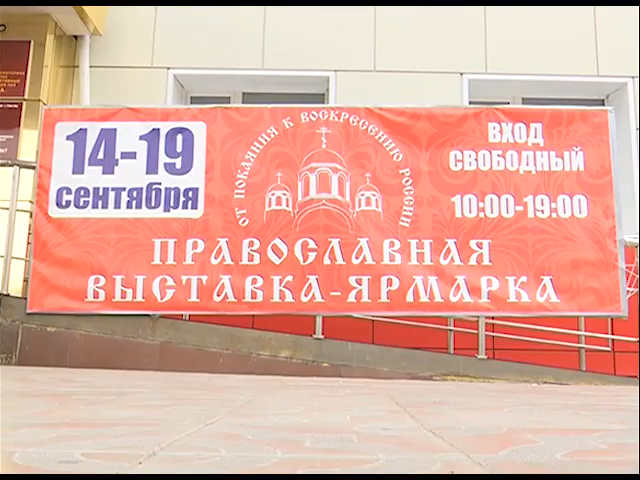 14-19
сентября
ОТ ПОКАЯНИЯ К ВОСКРЕСЕНИЮ РОССИИ
ВХОД
СВОБОДНЫЙ
10:00-19:00
ПРАВОСЛАВНАЯ
ВЫСТАВКА-ЯРМАРКА